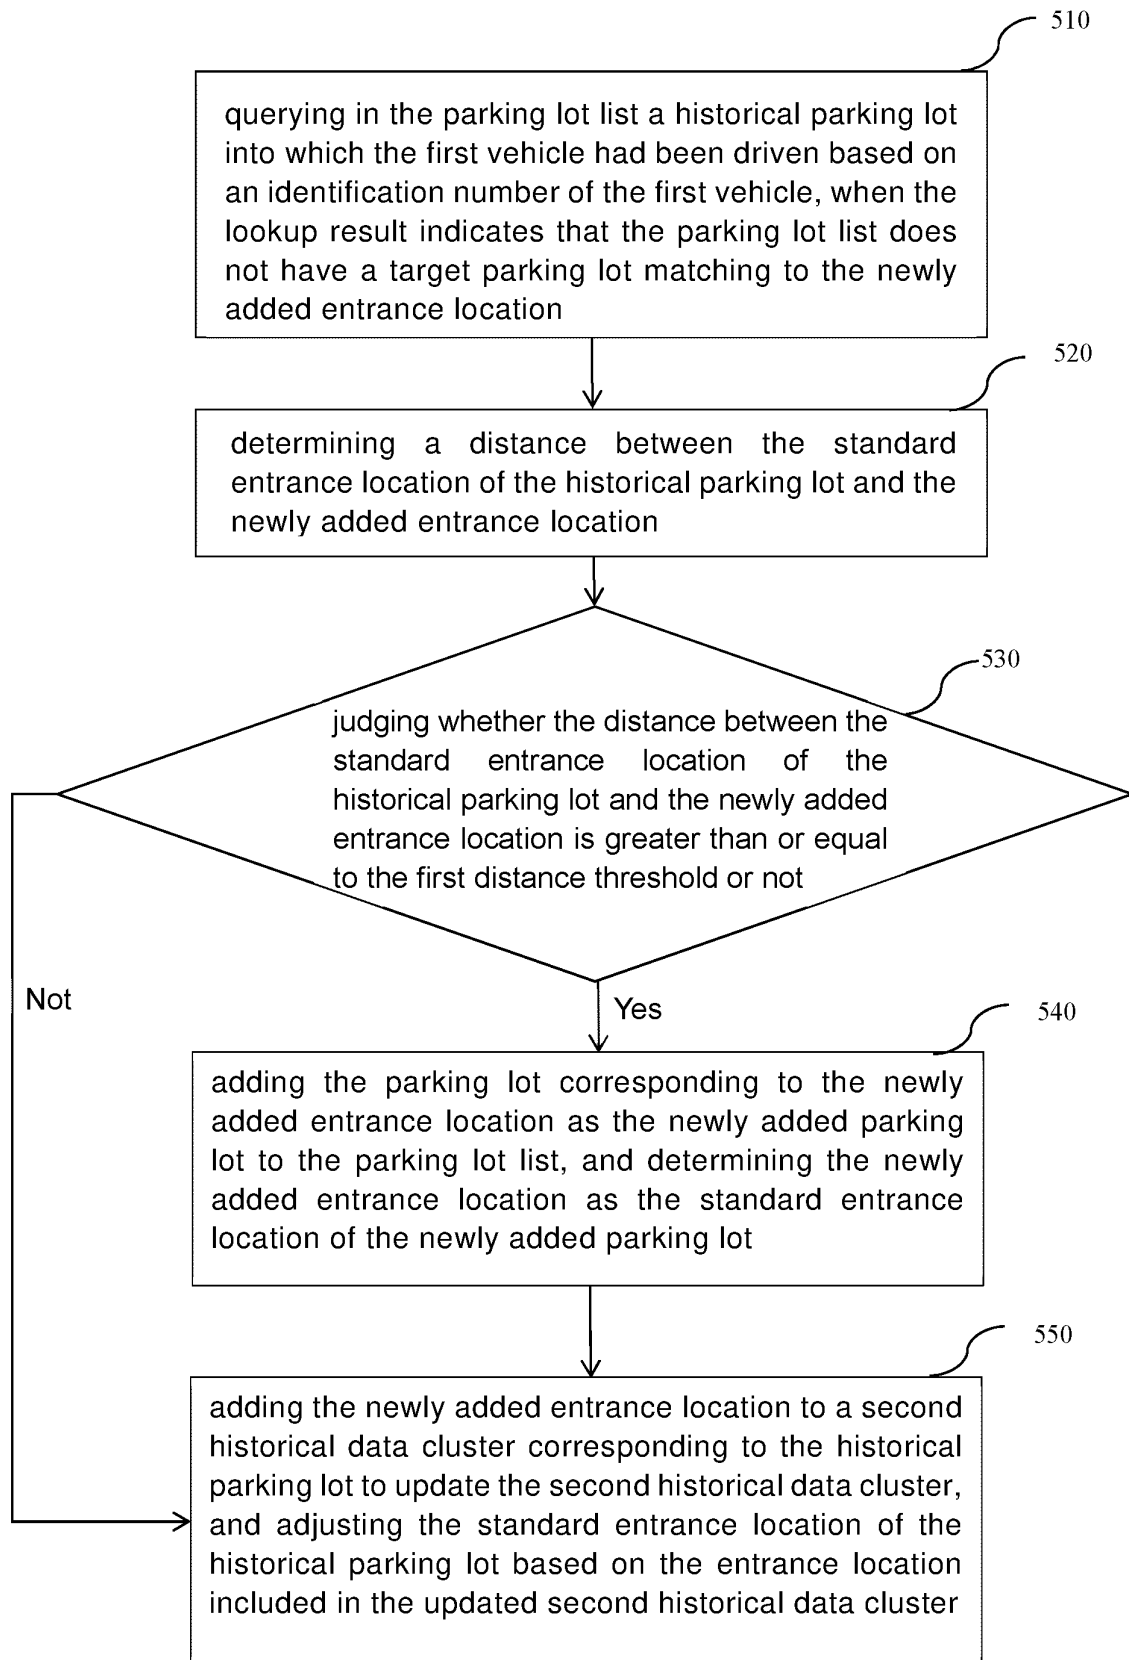 510
querying in the parking lot list a historical parking lot
into which the first vehicle had been driven based on
an identification number of the first vehicle, when the
lookup result indicates that the parking lot list does
not have a target parking lot matching to the newly
added entrance location
520
determining a distance between the standard
entrance location of the historical parking lot and the
newly added entrance location
530
judging whether the distance between the
standard entrance location of the
historical parking lot and the newly added
entrance location is greater than or equal
to the first distance threshold or not
Not
Yes
540
adding the parking lot corresponding to the newly
added entrance location as the newly added parking
lot to the parking lot list, and determining the newly
added entrance location as the standard entrance
location of the newly added parking lot
550
adding the newly added entrance location to a second
historical data cluster corresponding to the historical
parking lot to update the second historical data cluster,
and adjusting the standard entrance location of the
historical parking lot based on the entrance location
included in the updated second historical data cluster